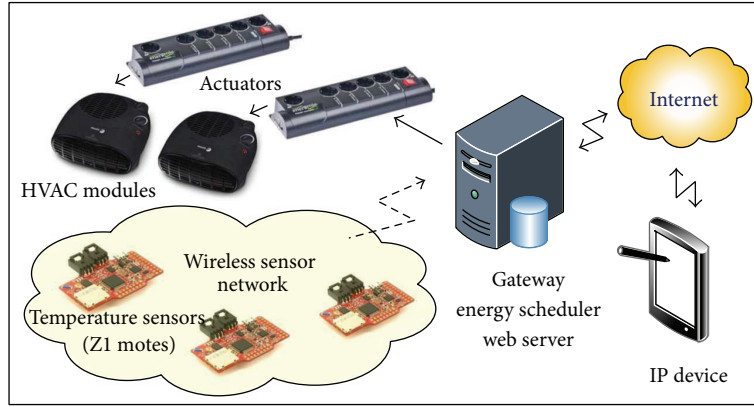 Actuators
Internet
HVAC modules
Wireless sensor
network
Temperature sensors
(Z1 motes)
Gateway
energy scheduler
web server
IP device